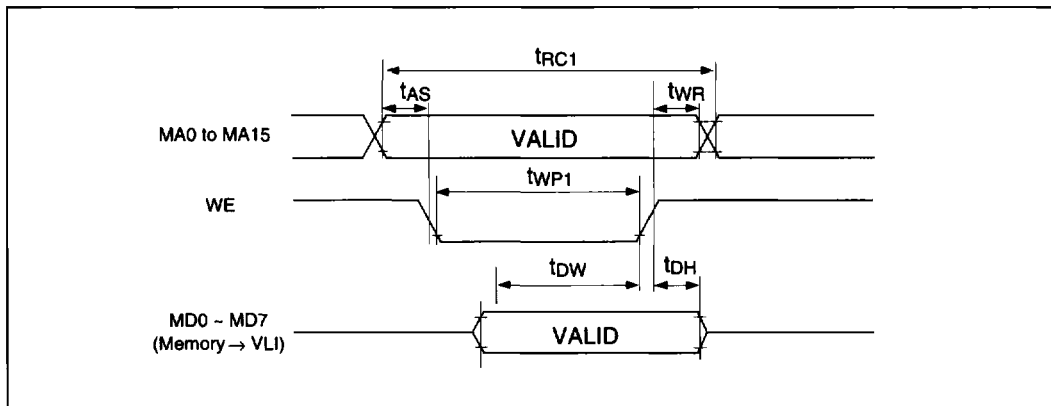 tRC1
tAS
tWR
MA0 to MA15
VALID
tWP1
WE
tDW
tDH
MD0 ~ MD7
(Memory → VLI)
VALID